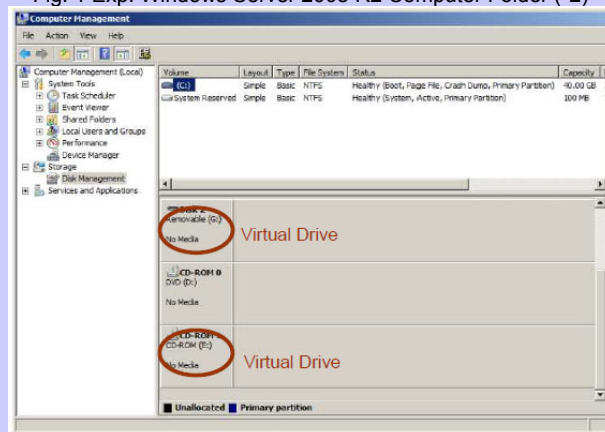 Computer Management
File Action View Help
Computer Management (Local)
System Tools
Task Scheduler
Event Viewer
Shared Folders
Local Users and Groups
Performance
Device Manager
Storage
Disk Management
Services and Applications
Volume Layout Type File System Status Capacity
(C:) Simple Basic NTFS Healthy (Boot, Page File, Crash Dump, Primary Partition) 40.00 GB
System Reserved Simple Basic NTFS Healthy (System, Active, Primary Partition) 100 MB
Disk 2
Removable (G:)
No Media
Virtual Drive
CD-ROM 0
DVD (D:)
No Media
CD-ROM
CD-ROM (E:)
No Media
Virtual Drive
Unallocated Primary partition